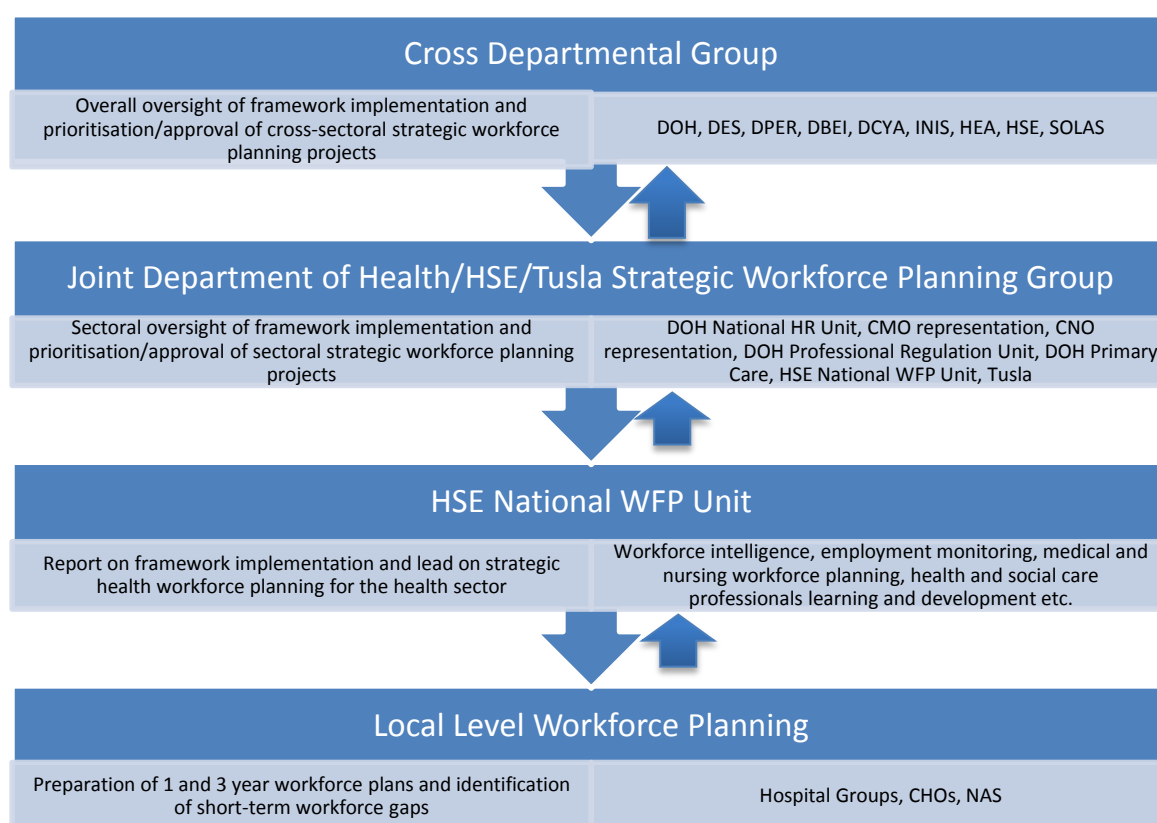 Cross Departmental Group
Overall oversight of framework implementation and
prioritisation/approval of cross-sectoral strategic workforce
planning projects
DOH, DES, DPER, DBEI, DCYA, INIS, HEA, HSE, SOLAS
Joint Department of Health/HSE/Tusla Strategic Workforce Planning Group
Sectoral oversight of framework implementation and
prioritisation/approval of sectoral strategic workforce planning
projects
DOH National HR Unit, CMO representation, CNO
representation, DOH Professional Regulation Unit, DOH Primary
Care, HSE National WFP Unit, Tusla
HSE National WFP Unit
Report on framework implementation and lead on strategic
health workforce planning for the health sector
Workforce intelligence, employment monitoring, medical and
nursing workforce planning, health and social care
professionals learning and development etc.
Local Level Workforce Planning
Preparation of 1 and 3 year workforce plans and identification
of short-term workforce gaps
Hospital Groups, CHOs, NAS